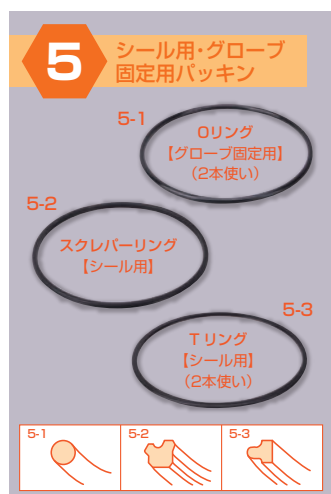 5
シール用・グローブ
固定用パッキン
5-1
Oリング
【グローブ固定用】
(2本使い)
5-2
スクレパーリング
【シール用】
5-3
Tリング
【シール用】
(2本使い)
5-1
5-2
5-3